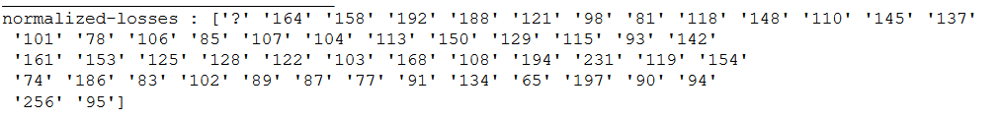 normalized-losses : ['?' '164' '158' '192' '188' '121' '98' '81' '118' '148' '110' '145' '137'
'101' '78' '106' '85' '107' '104' '113' '150' '129' '115' '93' '142'
'161' '153' '125' '128' '122' '103' '168' '108' '194' '231' '119' '154'
'74' '186' '83' '102' '89' '87' '77' '91' '134' '65' '197' '90' '94'
'256' '95']